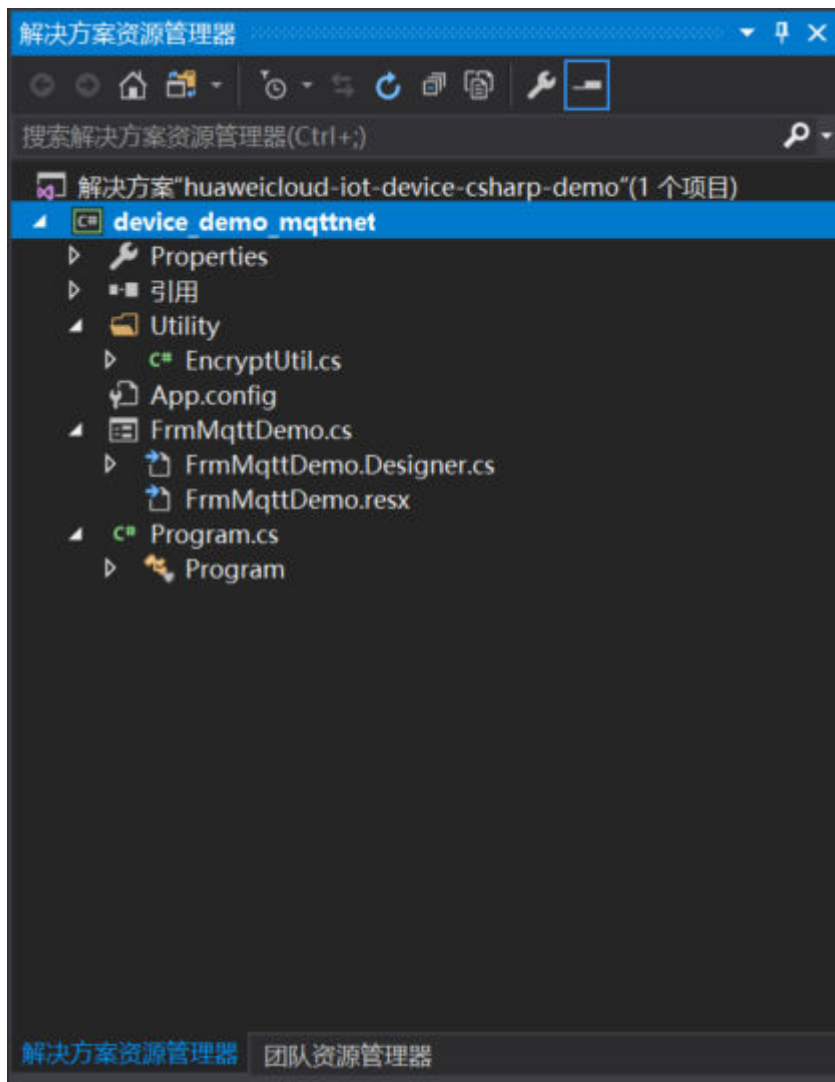 解决方案资源管理器
搜索解决方案资源管理器(Ctrl+;)
解决方案"huaweicloud-iot-device-csharp-demo"(1 个项目)
C# device_demo_mqttnet
Properties
引用
Utility
C# EncryptUtil.cs
App.config
FrmMqttDemo.cs
FrmMqttDemo.Designer.cs
FrmMqttDemo.resx
C# Program.cs
Program
解决方案资源管理器 团队资源管理器